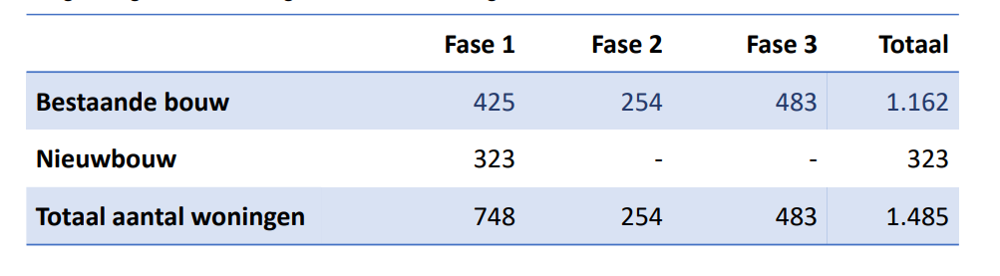 Fase 1 Fase 2 Fase 3 Totaal
Bestaande bouw 425 254 483 1.162
Nieuwbouw 323 - - 323
Totaal aantal woningen 748 254 483 1.485